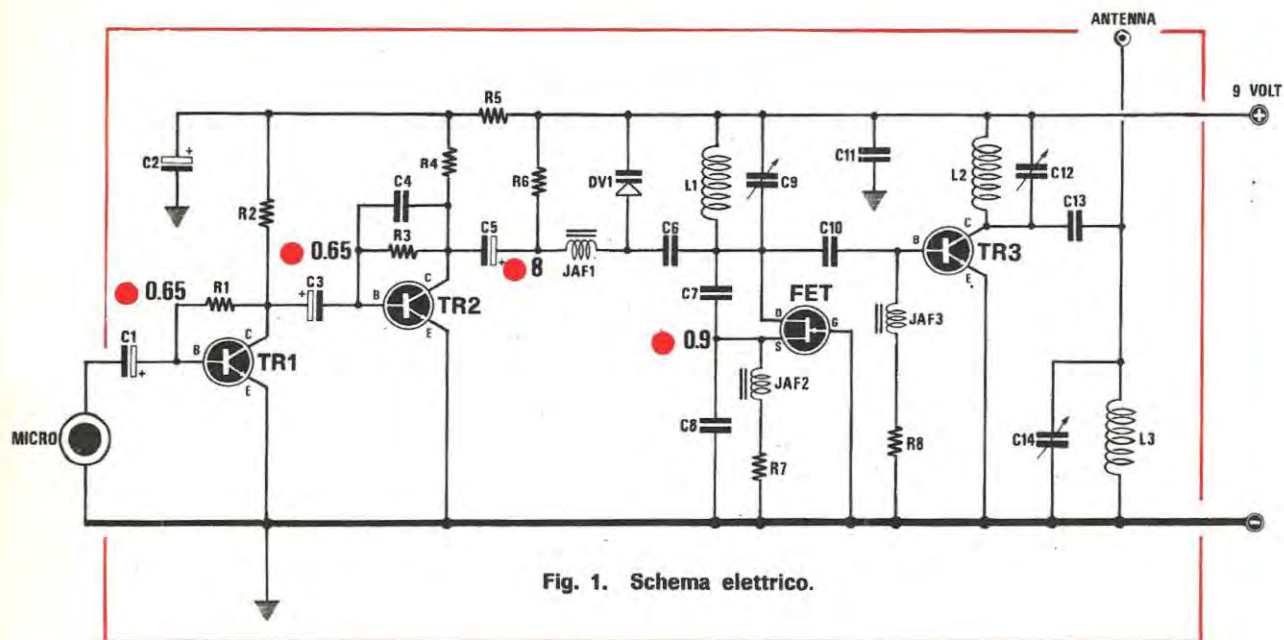 ANTENNA
9 VOLT
+
R5
C2
+
R2
R4
C4
R3
R6
DV1
L1
C9
C11
L2
C12
C13
C6
C10
C5
+
JAF1
8
0.65
C3
+
0.65
R1
B
C
E
TR2
C7
D
G
S
FET
B
C
E
TR3
C1
+
B
C
E
TR1
0.9
JAF2
JAF3
MICRO
C8
R7
R8
C14
L3
-
Fig. 1. Schema elettrico.